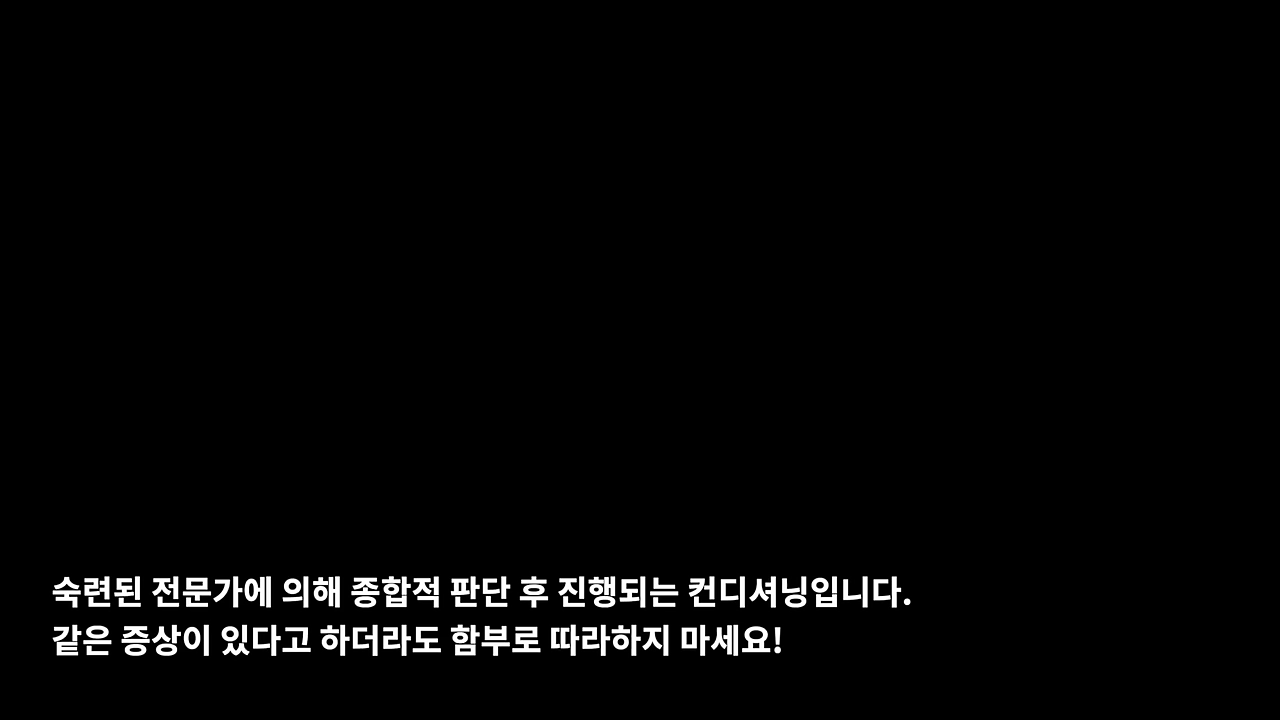 숙련된 전문가에 의해 종합적 판단 후 진행되는 컨디셔닝입니다.
같은 증상이 있다고 하더라도 함부로 따라하지 마세요!